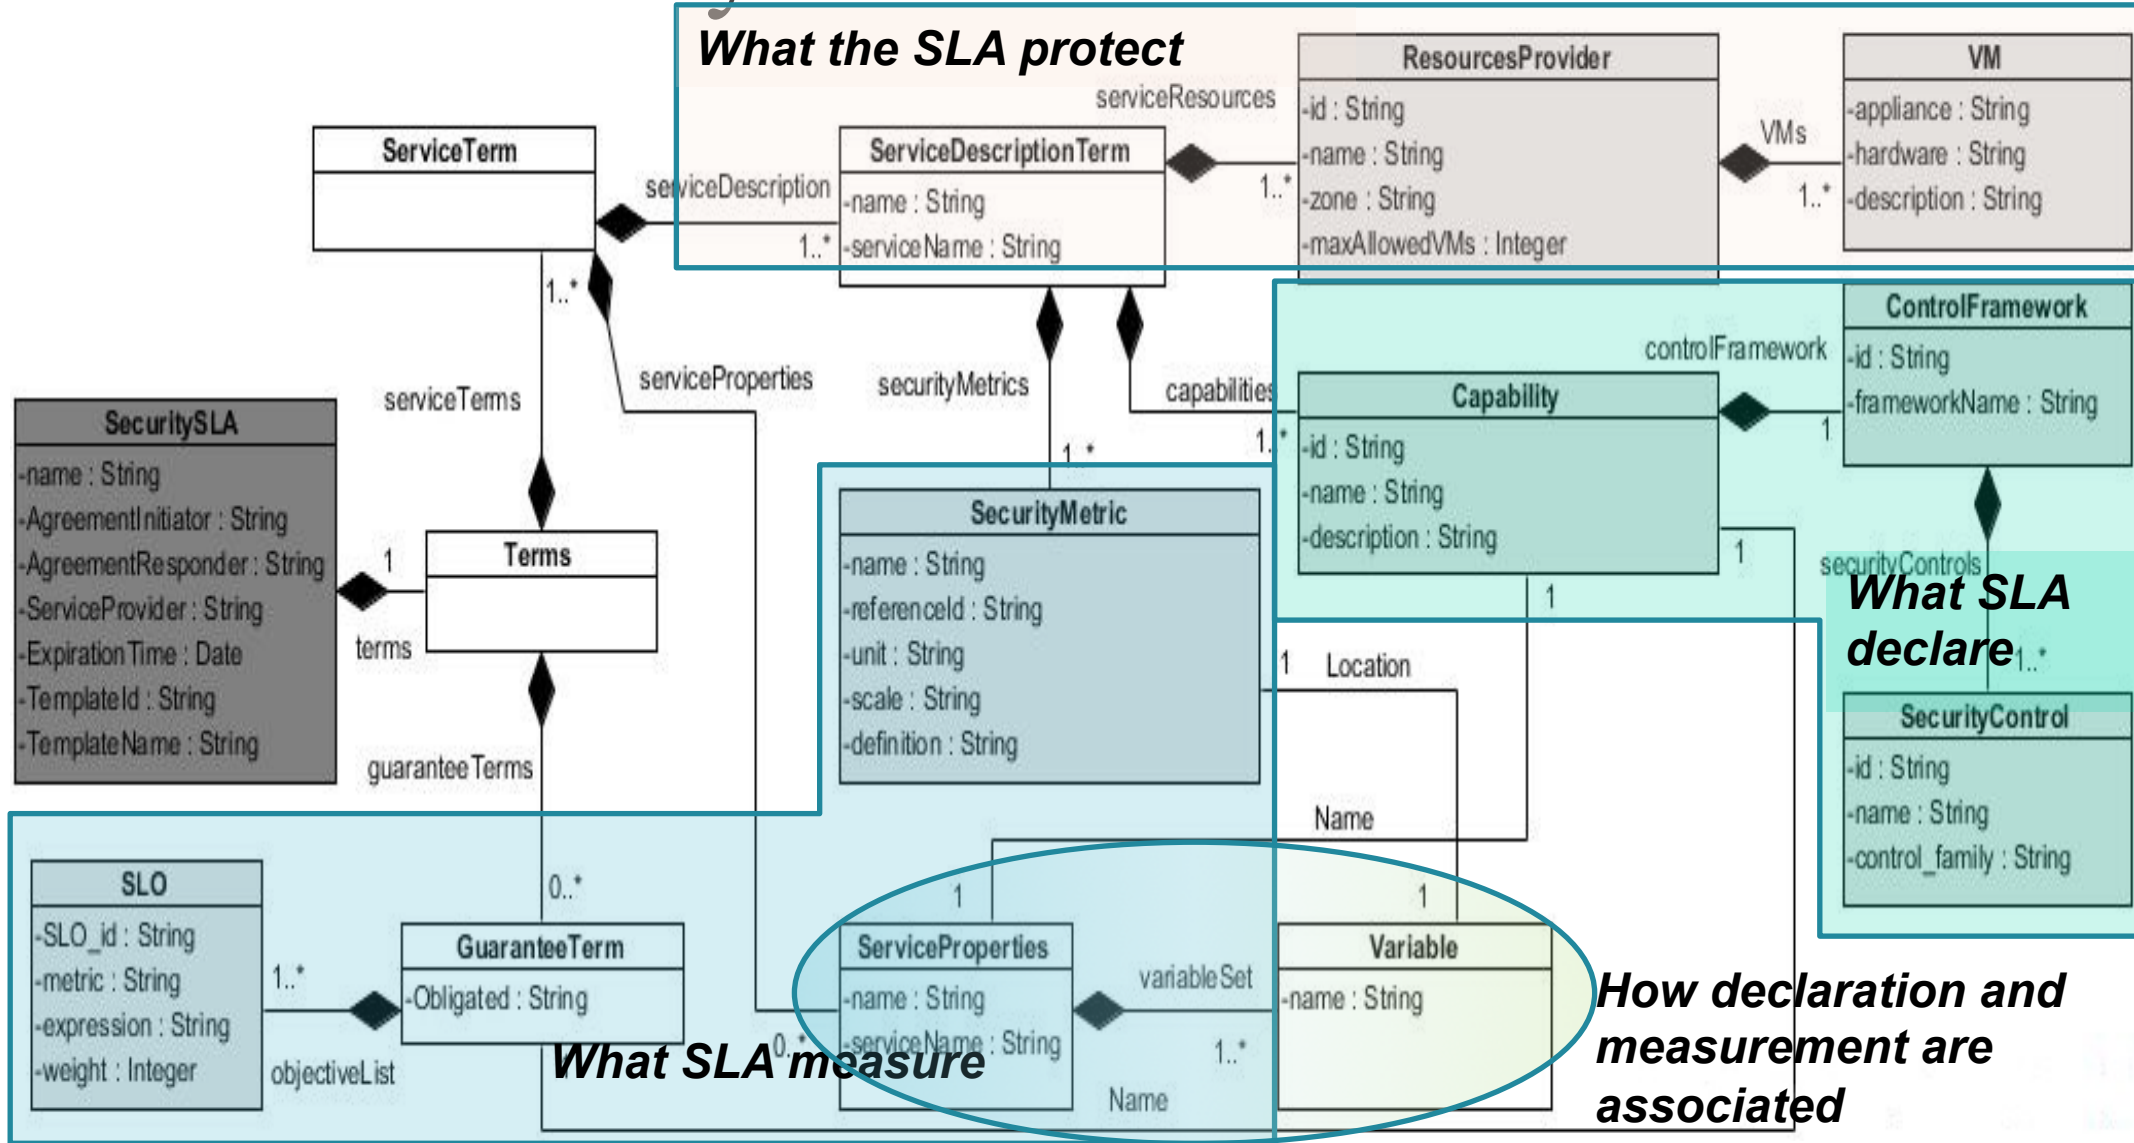 What the SLA protect
ResourcesProvider
-id : String
-name : String
-zone : String
-maxAllowedVMs : Integer
VM
-appliance : String
-hardware : String
-description : String
serviceResources
1..*
VMs
1..*
ServiceTerm
serviceDescription
1..*
ServiceDescriptionTerm
-name : String
-serviceName : String
1..*
serviceTerms
serviceProperties
securityMetrics
1..*
capabilities
1..*
controlFramework
1
ControlFramework
-id : String
-frameworkName : String
Capability
-id : String
-name : String
-description : String
1
1
securityControls
What SLA
declare
1..*
SecuritySLA
-name : String
-AgreementInitiator : String
-AgreementResponder : String
-ServiceProvider : String
-ExpirationTime : Date
-TemplateId : String
-TemplateName : String
1
terms
Terms
guaranteeTerms
0..*
SecurityMetric
-name : String
-referenceId : String
-unit : String
-scale : String
-definition : String
1
Location
Name
SecurityControl
-id : String
-name : String
-control_family : String
SLO
-SLO_id : String
-metric : String
-expression : String
-weight : Integer
1..*
objectiveList
GuaranteeTerm
-Obligated : String
1
ServiceProperties
-name : String
-serviceName : String
0..*
variableSet
1..*
1
Variable
-name : String
What SLA measure
Name
How declaration and
measurement are
associated